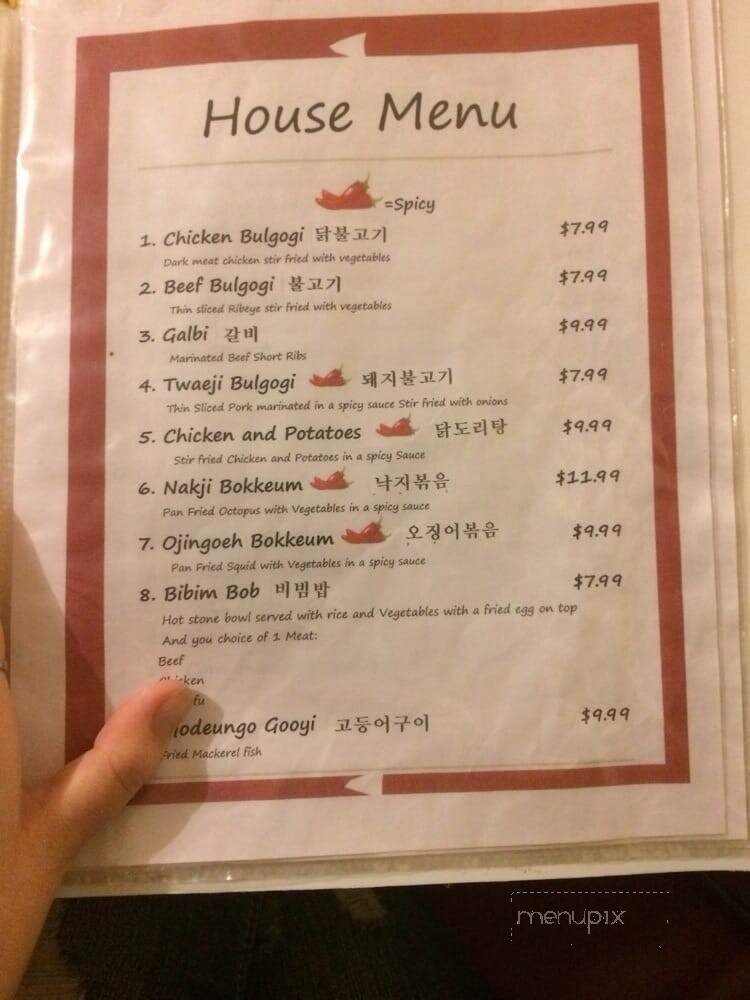 House Menu
=Spicy
1. Chicken Bulgogi 닭불고기 $7.99
Dark meat chicken stir fried with vegetables
2. Beef Bulgogi 불고기 $7.99
Thin sliced Ribeye stir fried with vegetables
3. Galbi 갈비 $9.99
Marinated Beef Short Ribs
4. Twaeji Bulgogi 돼지불고기 $7.99
Thin Sliced Pork marinated in a spicy sauce Stir fried with onions
5. Chicken and Potatoes 닭도리탕 $9.99
Stir fried Chicken and Potatoes in a spicy Sauce
6. Nakji Bokkeum 낙지볶음 $11.99
Pan Fried Octopus with Vegetables in a spicy sauce
7. Ojingoeh Bokkeum 오징어볶음 $9.99
Pan Fried Squid with Vegetables in a spicy sauce
8. Bibim Bob 비빔밥 $7.99
Hot stone bowl served with rice and Vegetables with a fried egg on top
And you choice of 1 Meat:
Beef
Chicken
fu
odeungo Gooyi 고등어구이 $9.99
Fried Mackerel fish
menupix